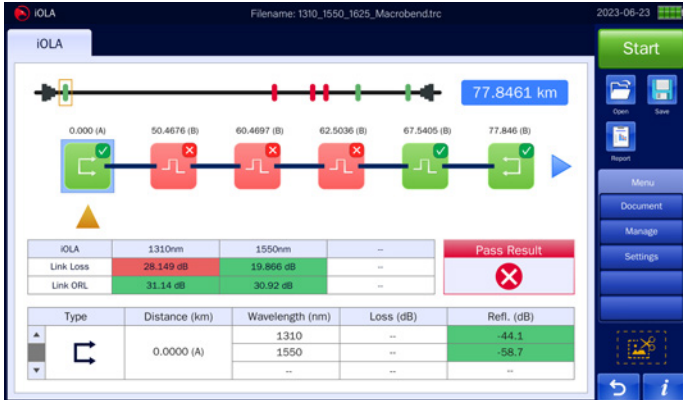 iOLA
Filename: 1310_1550_1625_Macrobend.trc
2023-06-23
iOLA
Start
77.8461 km
Open
Save
0.000 (A)
50.4676 (B)
60.4697 (B)
62.5036 (B)
67.5405 (B)
77.846 (B)
Report
Menu
Document
Manage
Settings
iOLA
1310nm
1550nm
--
Link Loss
28.149 dB
19.866 dB
--
Link ORL
31.14 dB
30.92 dB
--
Pass Result
Type
Distance (km)
Wavelength (nm)
Loss (dB)
Refl. (dB)
0.0000 (A)
1310
--
-44.1
1550
--
-58.7
--
--
--
i